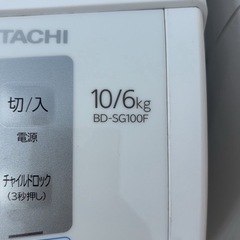 ITACHI
切/入
電源
10/6kg
BD-SG100F
チャイルドロック
(3秒押し)